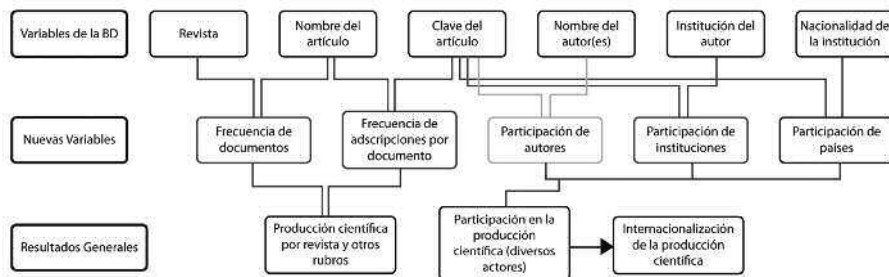 Variables de la BD
Revista
Nombre del
artículo
Clave del
artículo
Nombre del
autor(es)
Institución del
autor
Nacionalidad de
la institución
Nuevas Variables
Frecuencia de
documentos
Frecuencia de
adscripciones por
documento
Participación de
autores
Participación de
instituciones
Participación de
países
Resultados Generales
Producción científica
por revista y otros
rubros
Participación en la
producción
científica (diversos
actores)
Internacionalización
de la producción
científica